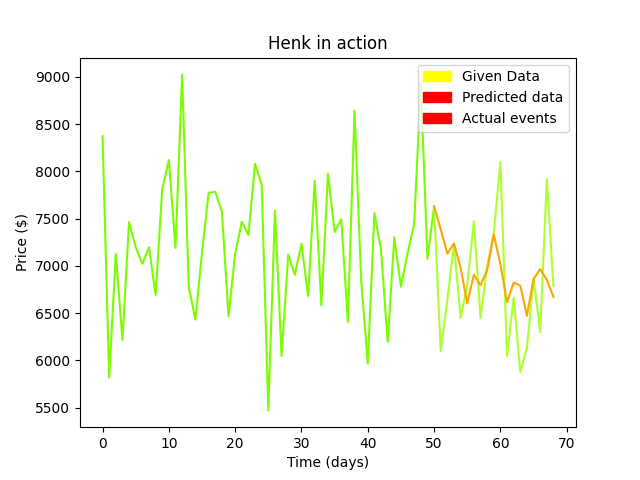 Henk in action
Given Data
Predicted data
Actual events
9000
8500
8000
7500
7000
6500
6000
5500
Price ($)
0 10 20 30 40 50 60 70
Time (days)